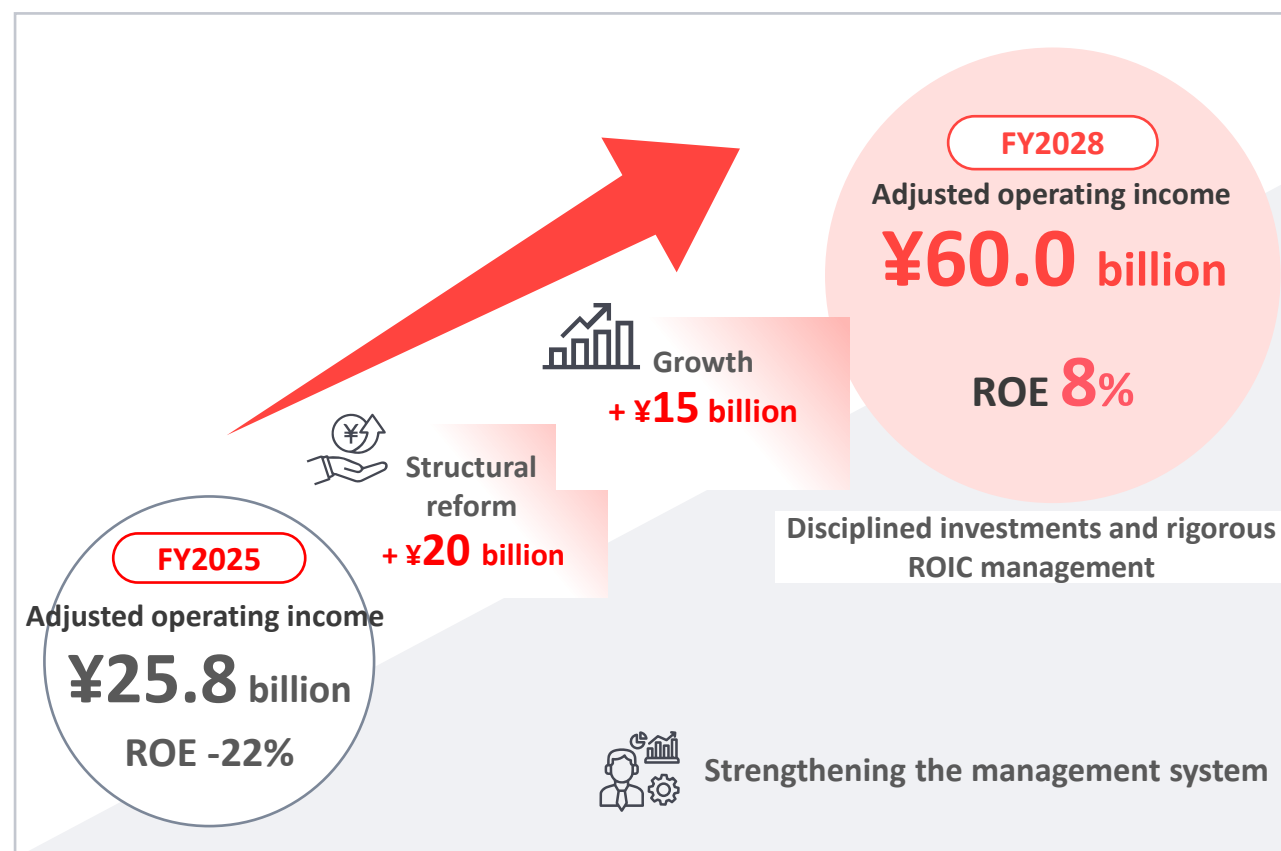 FY2028
Adjusted operating income
¥60.0 billion
ROE 8%
Growth
+ ¥15 billion
Structural
reform
+ ¥20 billion
Disciplined investments and rigorous
ROIC management
FY2025
Adjusted operating income
¥25.8 billion
ROE -22%
Strengthening the management system